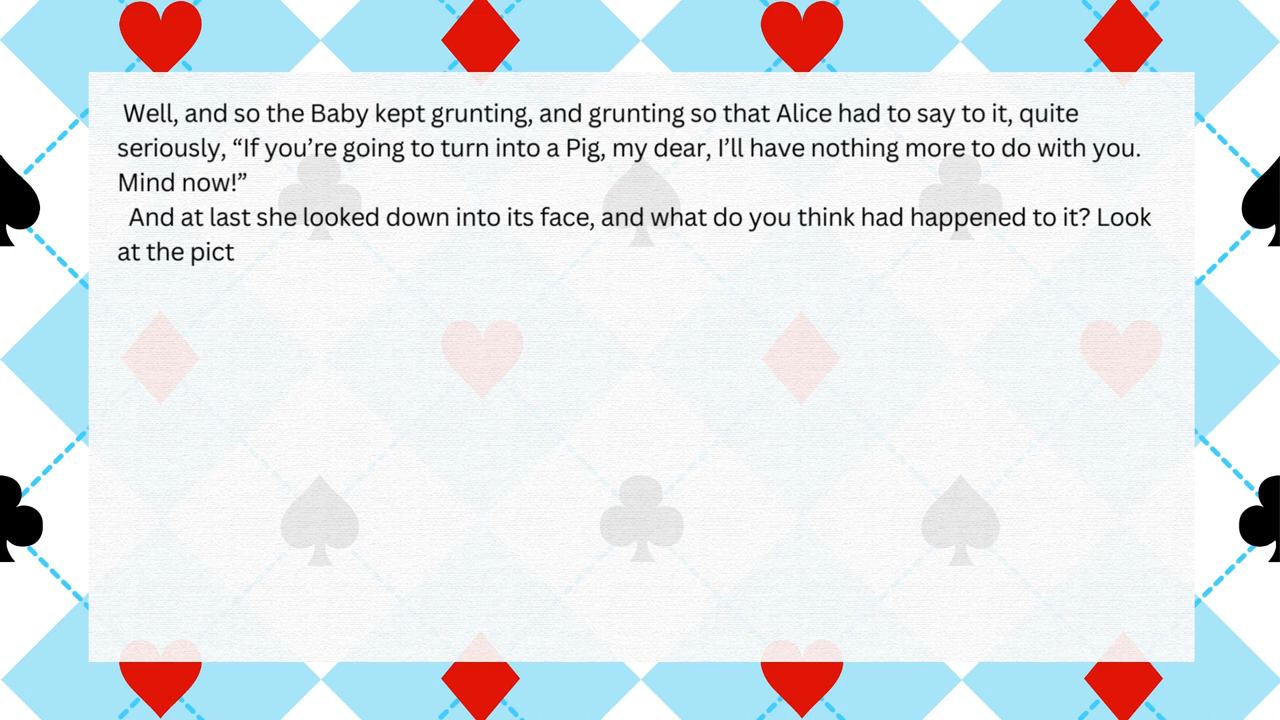 Well, and so the Baby kept grunting, and grunting so that Alice had to say to it, quite
seriously, “If you’re going to turn into a Pig, my dear, I’ll have nothing more to do with you.
Mind now!”
And at last she looked down into its face, and what do you think had happened to it? Look
at the pict